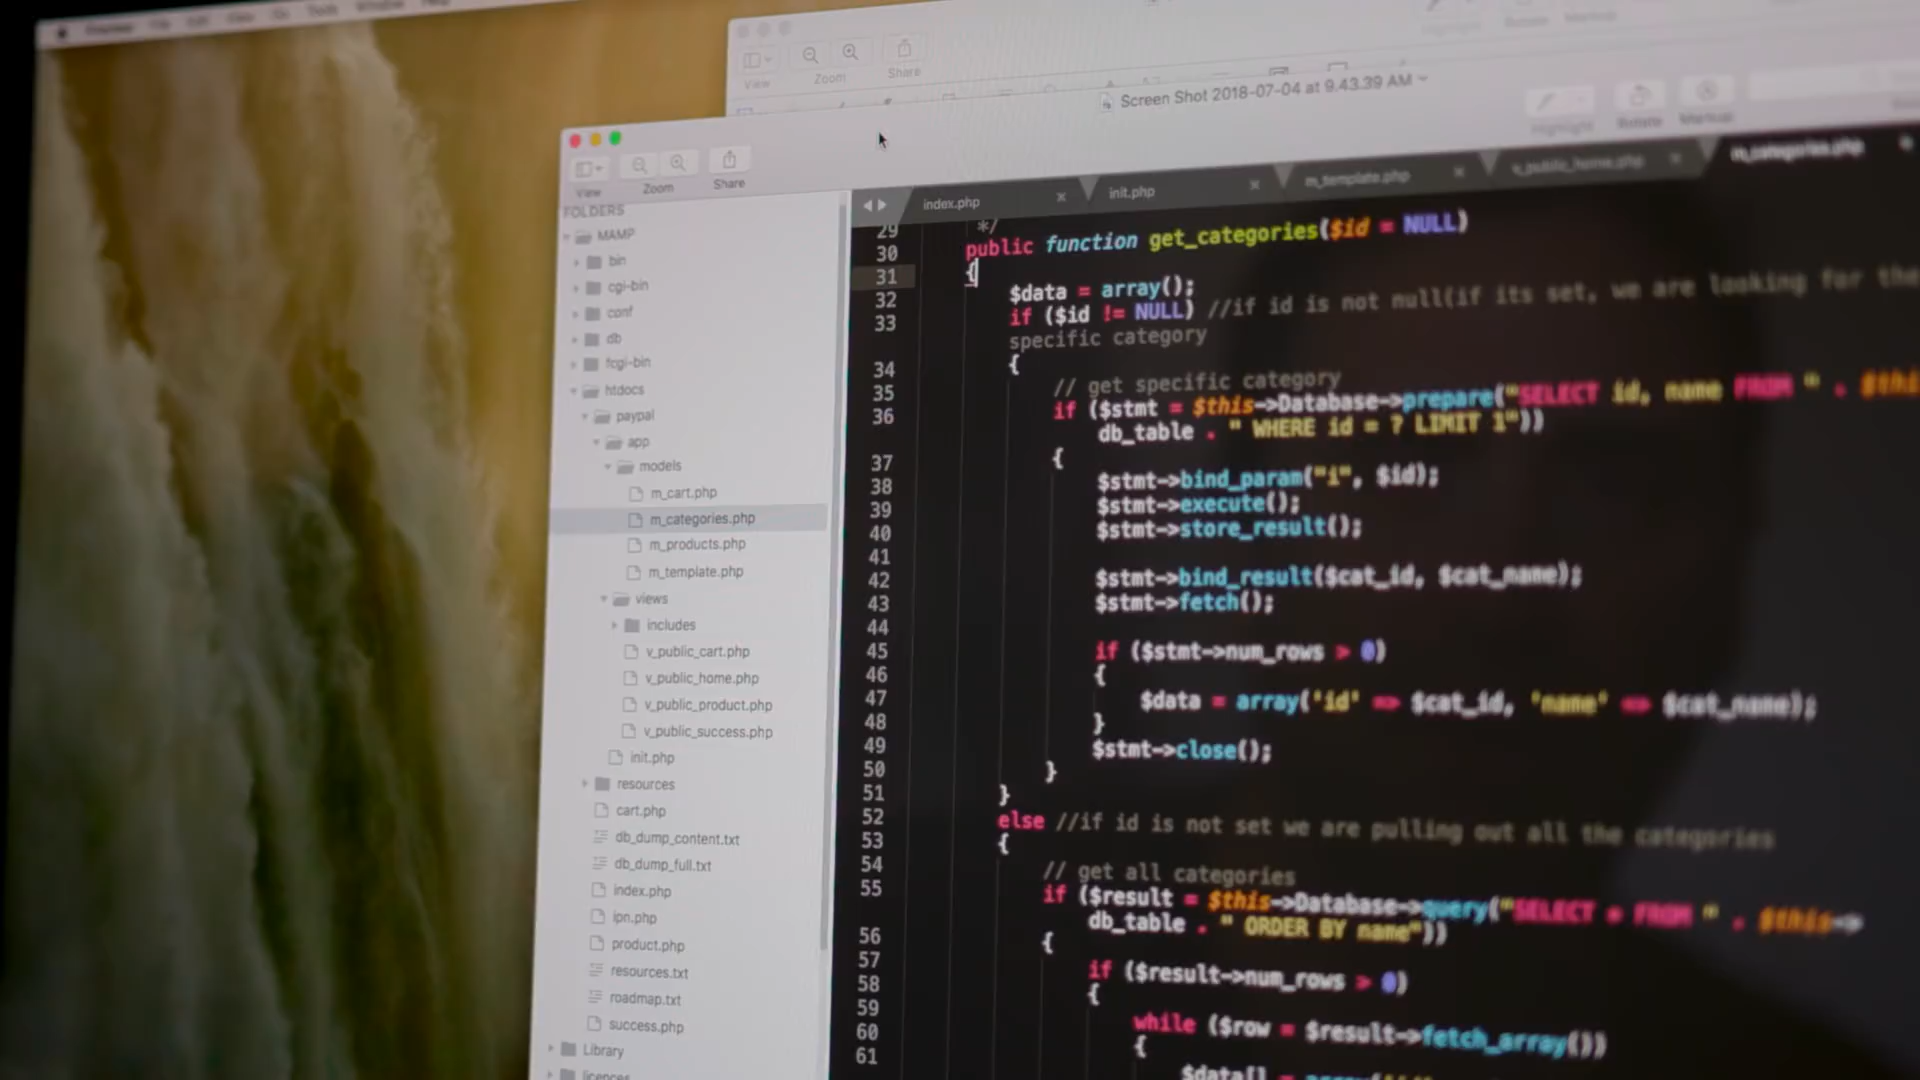 Tools
Window
Help
View
Zoom
Share
Screen Shot 2018-07-04 at 9.43.39 AM
Highlight
Rotate
Markup
View
Zoom
Share
FOLDERS
MAMP
bin
cgi-bin
conf
db
fcgi-bin
htdocs
paypal
app
models
m_cart.php
m_categories.php
m_products.php
m_template.php
views
includes
v_public_cart.php
v_public_home.php
v_public_product.php
v_public_success.php
init.php
resources
cart.php
db_dump_content.txt
db_dump_full.txt
index.php
ipn.php
product.php
resources.txt
roadmap.txt
success.php
Library
licences
index.php
init.php
m_template.php
v_public_home.php
m_categories.php
29 */
30 public function get_categories($id = NULL)
31 {
32 $data = array();
33 if ($id != NULL) //if id is not null(if its set, we are looking for the
specific category
34 {
35 // get specific category
36 if ($stmt = $this->Database->prepare("SELECT id, name FROM " . $thi
db_table . " WHERE id = ? LIMIT 1"))
37 {
38 $stmt->bind_param("i", $id);
39 $stmt->execute();
40 $stmt->store_result();
41
42 $stmt->bind_result($cat_id, $cat_name);
43 $stmt->fetch();
44
45 if ($stmt->num_rows > 0)
46 {
47 $data = array('id' => $cat_id, 'name' => $cat_name);
48 }
49 $stmt->close();
50 }
51 }
52 else //if id is not set we are pulling out all the categories
53 {
54 // get all categories
55 if ($result = $this->Database->query("SELECT * FROM " . $this->
db_table . " ORDER BY name"))
56 {
57 if ($result->num_rows > 0)
58 {
59 while ($row = $result->fetch_array())
60 {
61 $data[] = array(